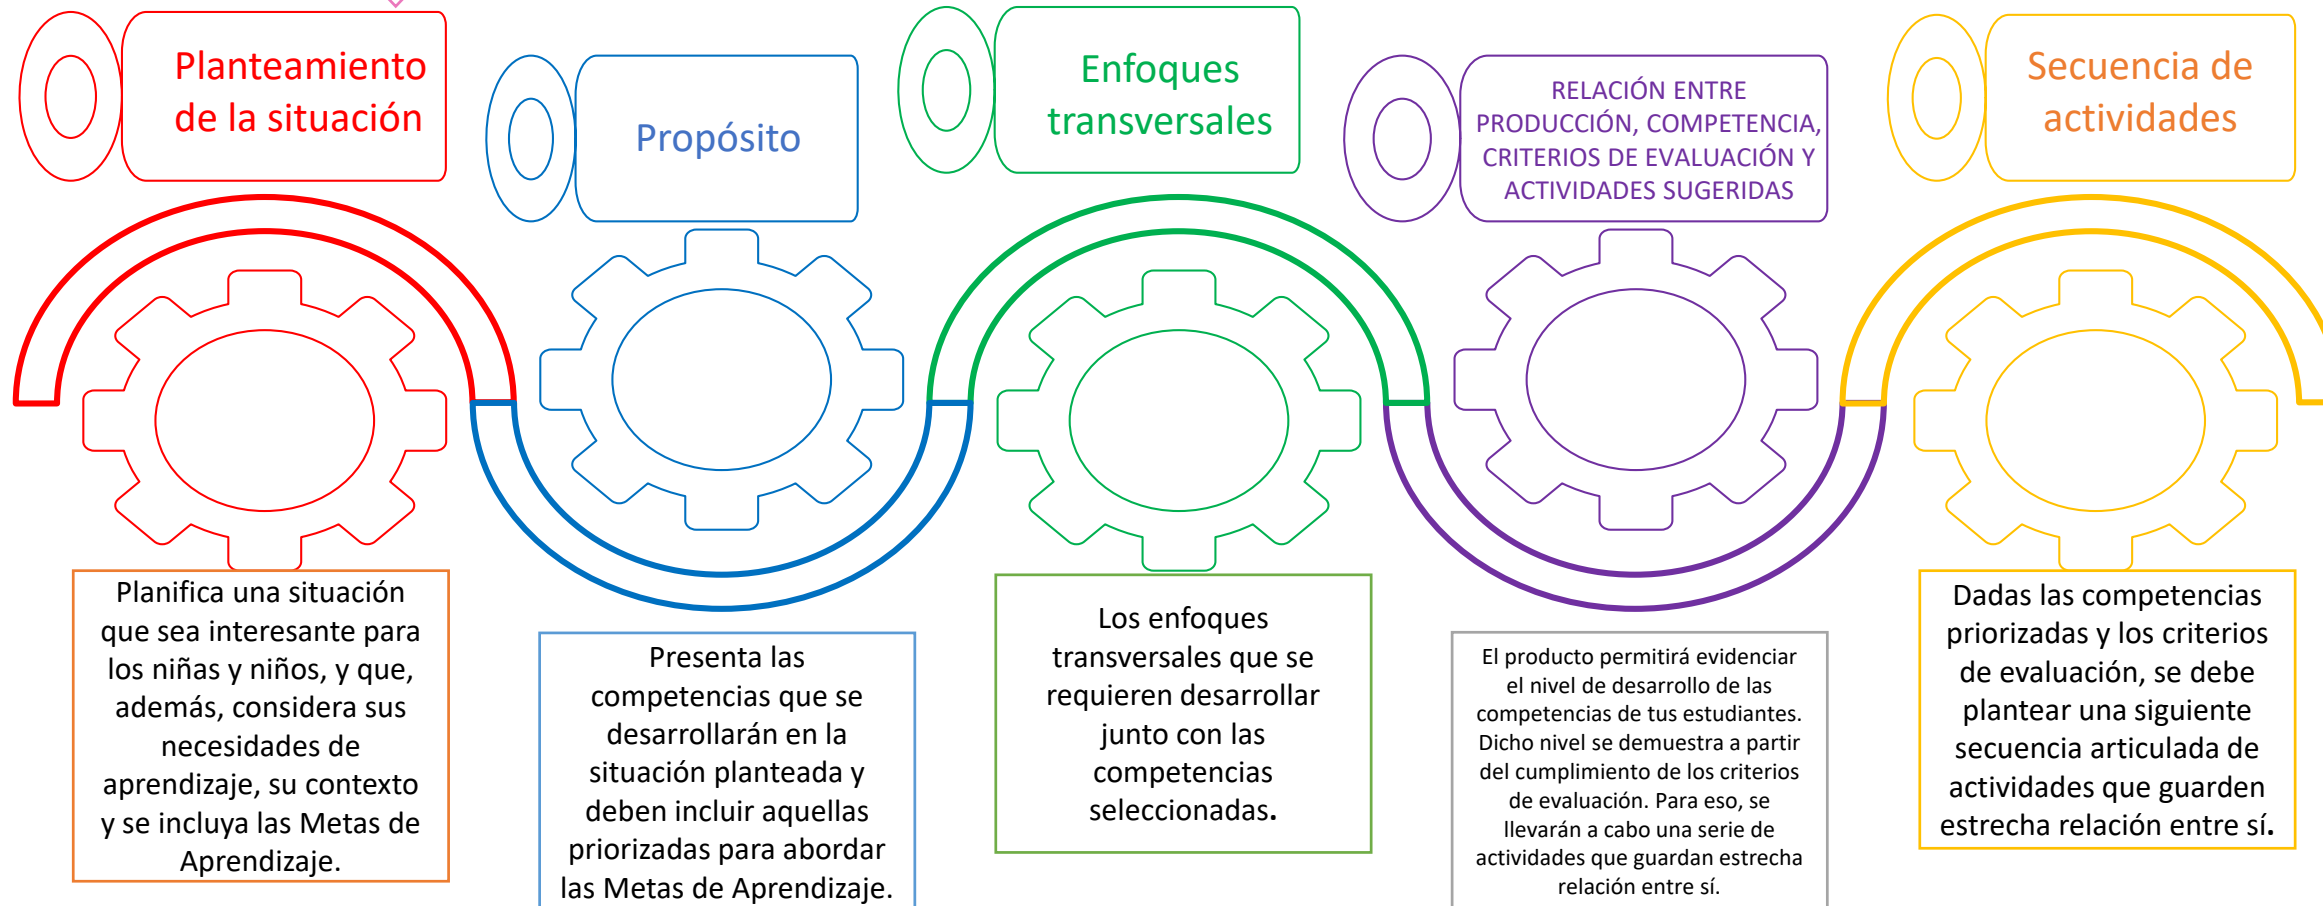 Planteamiento
de la situación
Planifica una situación
que sea interesante para
los niñas y niños, y que,
además, considera sus
necesidades de
aprendizaje, su contexto
y se incluya las Metas de
Aprendizaje.
Propósito
Presenta las
competencias que se
desarrollarán en la
situación planteada y
deben incluir aquellas
priorizadas para abordar
las Metas de Aprendizaje.
Enfoques
transversales
Los enfoques
transversales que se
requieren desarrollar
junto con las
competencias
seleccionadas.
RELACIÓN ENTRE
PRODUCCIÓN, COMPETENCIA,
CRITERIOS DE EVALUACIÓN Y
ACTIVIDADES SUGERIDAS
El producto permitirá evidenciar
el nivel de desarrollo de las
competencias de tus estudiantes.
Dicho nivel se demuestra a partir
del cumplimiento de los criterios
de evaluación. Para eso, se
llevarán a cabo una serie de
actividades que guardan estrecha
relación entre sí.
Secuencia de
actividades
Dadas las competencias
priorizadas y los criterios
de evaluación, se debe
plantear una siguiente
secuencia articulada de
actividades que guarden
estrecha relación entre sí.